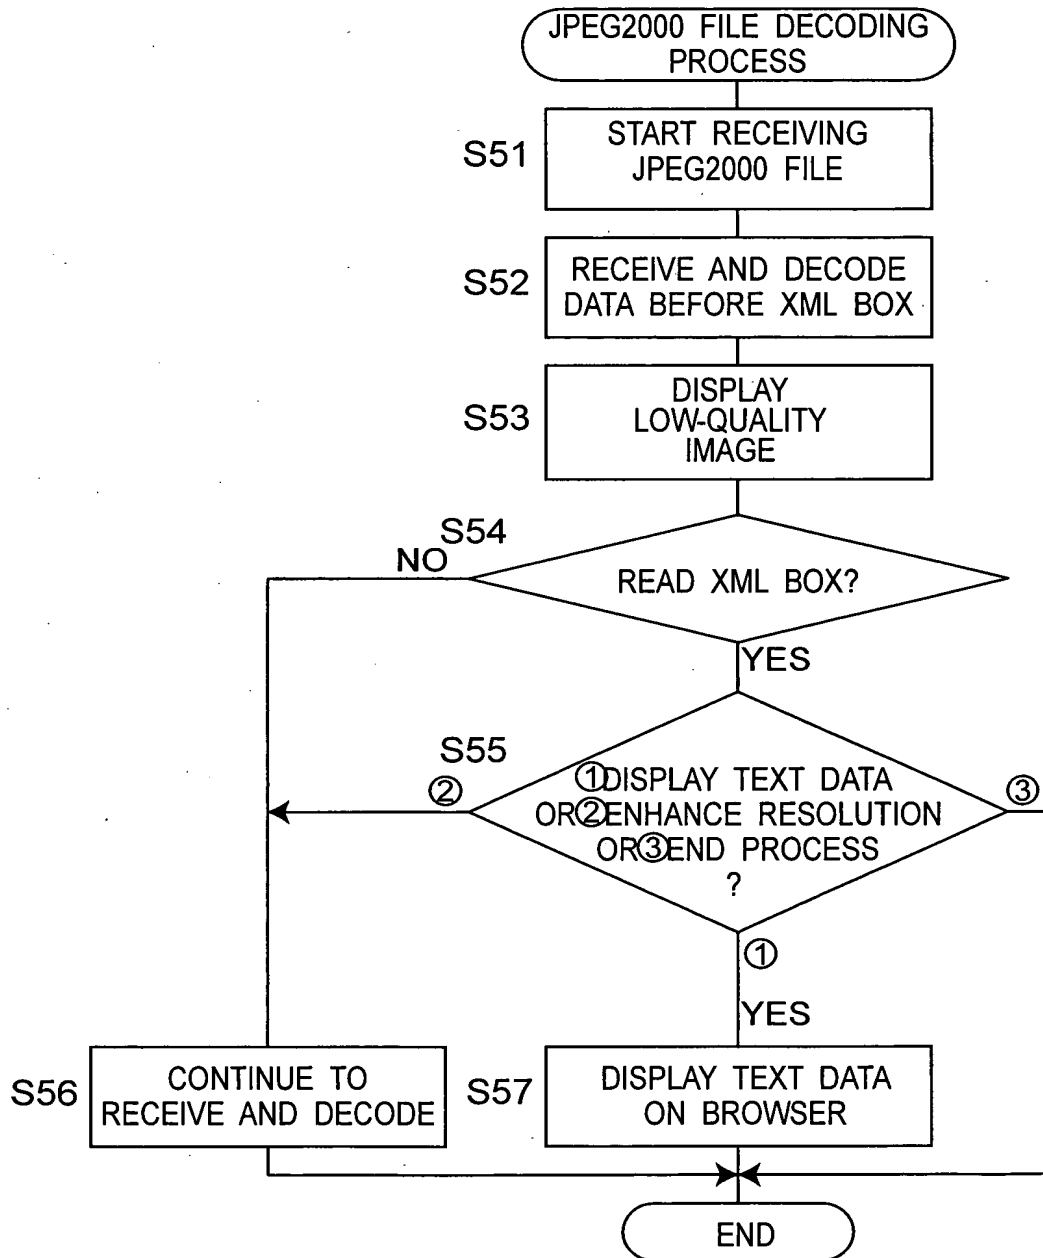 JPEG2000 FILE DECODING
PROCESS
S51
START RECEIVING
JPEG2000 FILE
S52
RECEIVE AND DECODE
DATA BEFORE XML BOX
S53
DISPLAY
LOW-QUALITY
IMAGE
S54
NO
READ XML BOX?
YES
S55
②
①DISPLAY TEXT DATA
OR②ENHANCE RESOLUTION
OR③END PROCESS
?
③
①
YES
S56
CONTINUE TO
RECEIVE AND DECODE
S57
DISPLAY TEXT DATA
ON BROWSER
END